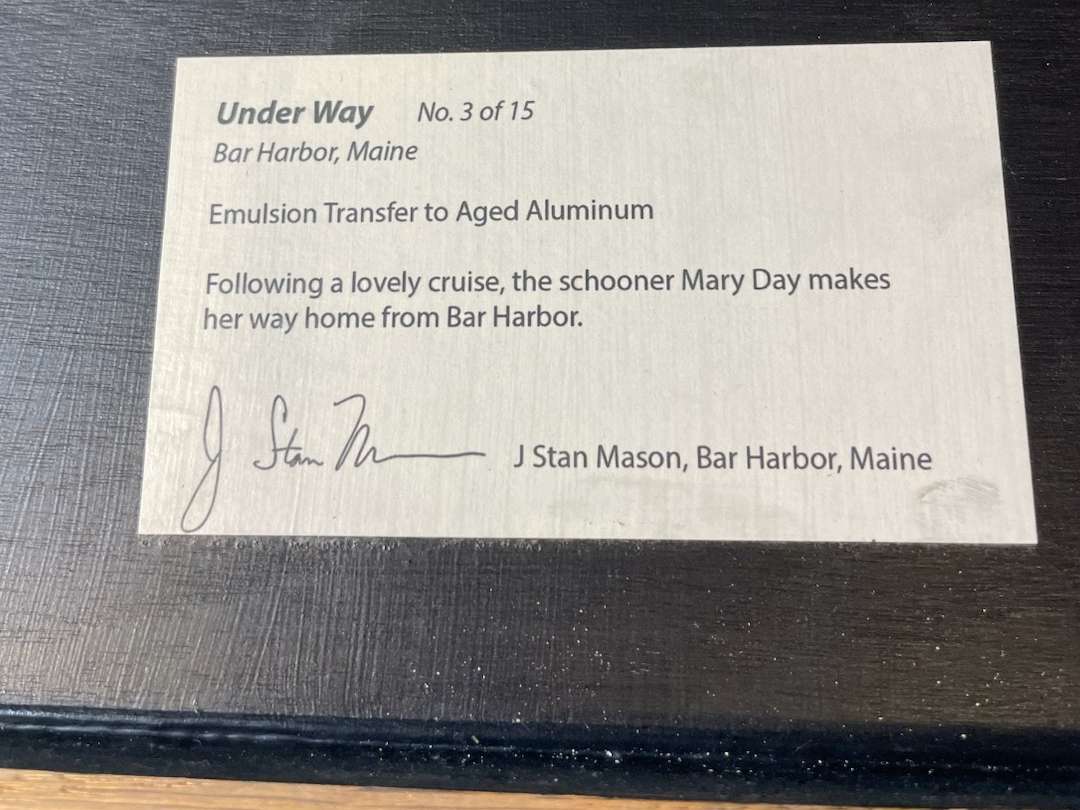 Under Way No. 3 of 15
Bar Harbor, Maine
Emulsion Transfer to Aged Aluminum
Following a lovely cruise, the schooner Mary Day makes
her way home from Bar Harbor.
J Stan M J Stan Mason, Bar Harbor, Maine